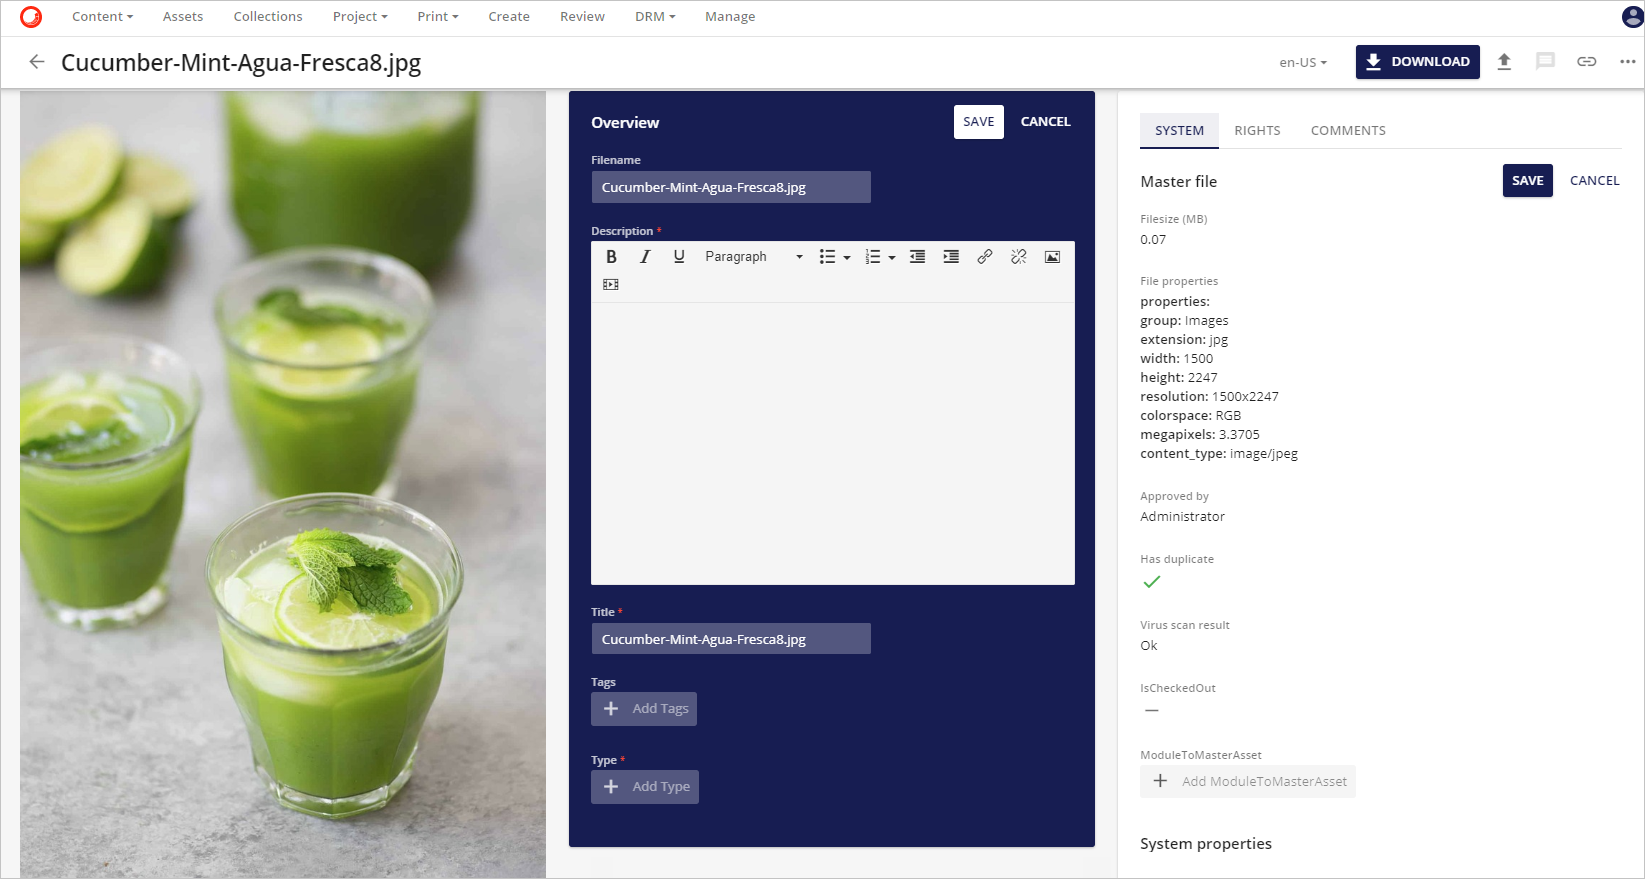 Content Assets Collections Project Print Create Review DRM Manage
Cucumber-Mint-Agua-Fresca8.jpg
en-US DOWNLOAD
Overview SAVE CANCEL
Filename
Cucumber-Mint-Agua-Fresca8.jpg
Description *
B I U Paragraph
Title *
Cucumber-Mint-Agua-Fresca8.jpg
Tags
+ Add Tags
Type *
+ Add Type
SYSTEM RIGHTS COMMENTS
Master file SAVE CANCEL
Filesize (MB)
0.07
File properties
properties:
group: Images
extension: jpg
width: 1500
height: 2247
resolution: 1500x2247
colorspace: RGB
megapixels: 3.3705
content_type: image/jpeg
Approved by
Administrator
Has duplicate
Virus scan result
Ok
IsCheckedOut
—
ModuleToMasterAsset
+ Add ModuleToMasterAsset
System properties